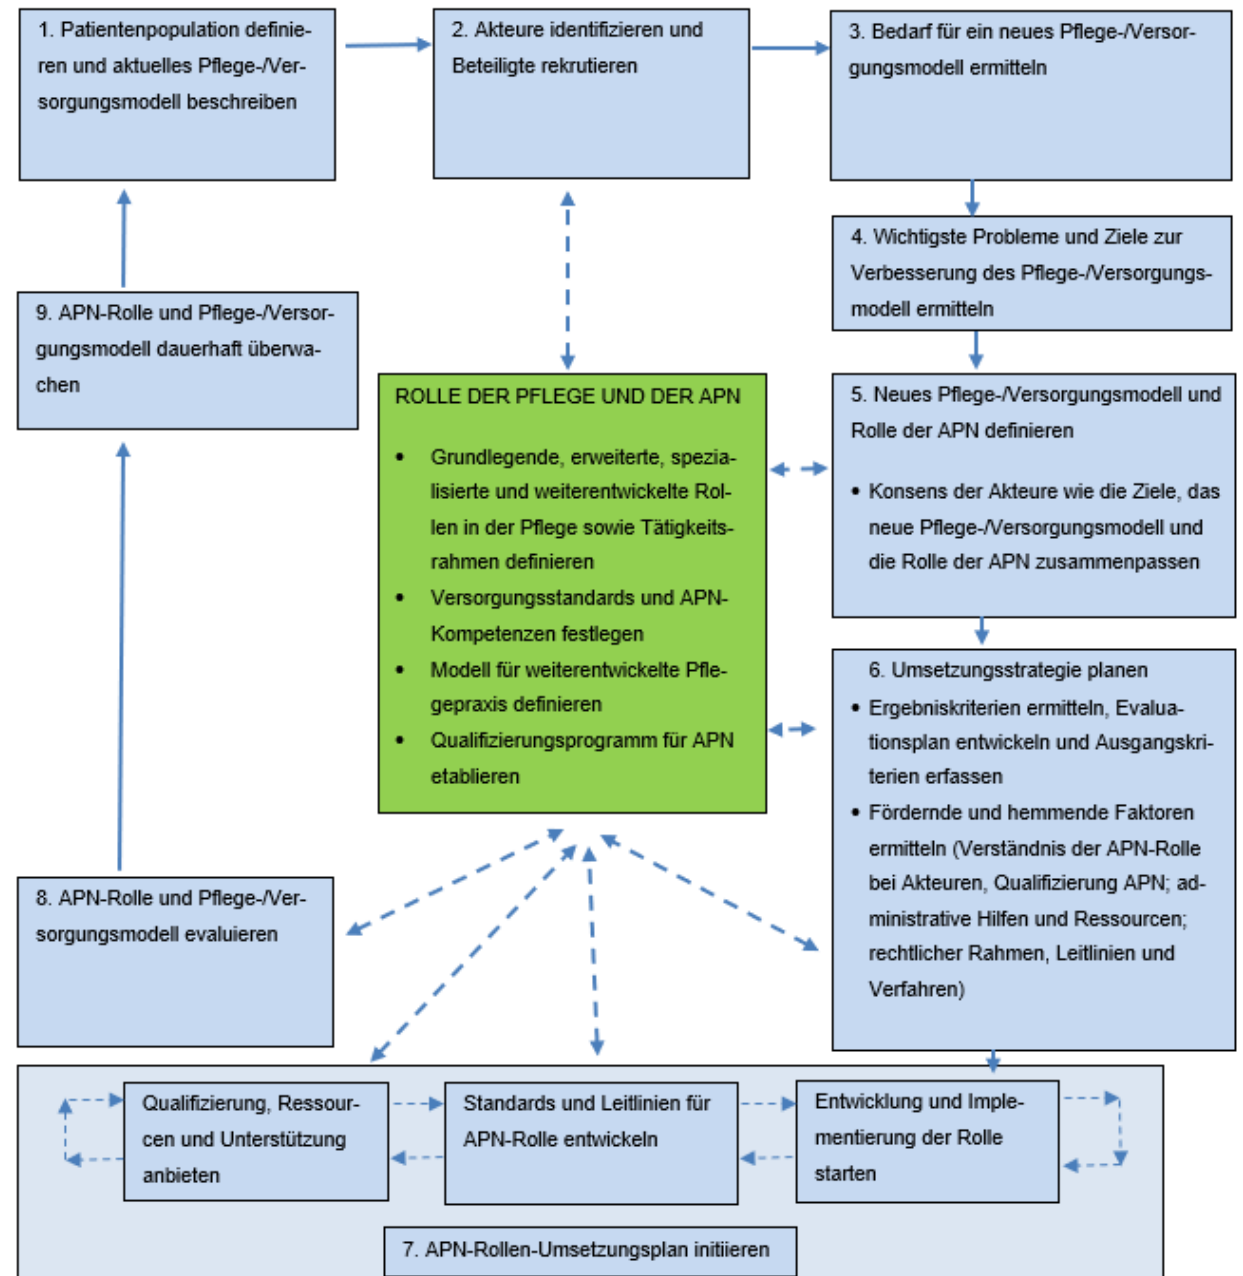 1. Patientenpopulation definie-
ren und aktuelles Pflege-/Ver-
sorgungsmodell beschreiben
2. Akteure identifizieren und
Beteiligte rekrutieren
3. Bedarf für ein neues Pflege-/Versor-
gungsmodell ermitteln
4. Wichtigste Probleme und Ziele zur
Verbesserung des Pflege-/Versorgungs-
modell ermitteln
9. APN-Rolle und Pflege-/Versor-
gungsmodell dauerhaft überwa-
chen
ROLLE DER PFLEGE UND DER APN
• Grundlegende, erweiterte, spezia-
lisierte und weiterentwickelte Rol-
len in der Pflege sowie Tätigkeits-
rahmen definieren
• Versorgungsstandards und APN-
Kompetenzen festlegen
• Modell für weiterentwickelte Pfle-
gepraxis definieren
• Qualifizierungsprogramm für APN
etablieren
5. Neues Pflege-/Versorgungsmodell und
Rolle der APN definieren
• Konsens der Akteure wie die Ziele, das
neue Pflege-/Versorgungsmodell und
die Rolle der APN zusammenpassen
6. Umsetzungsstrategie planen
• Ergebniskriterien ermitteln, Evalua-
tionsplan entwickeln und Ausgangskri-
terien erfassen
• Fördernde und hemmende Faktoren
ermitteln (Verständnis der APN-Rolle
bei Akteuren, Qualifizierung APN; ad-
ministrative Hilfen und Ressourcen;
rechtlicher Rahmen, Leitlinien und
Verfahren)
8. APN-Rolle und Pflege-/Ver-
sorgungsmodell evaluieren
Qualifizierung, Ressour-
cen und Unterstützung
anbieten
Standards und Leitlinien für
APN-Rolle entwickeln
Entwicklung und Imple-
mentierung der Rolle
starten
7. APN-Rollen-Umsetzungsplan initiieren